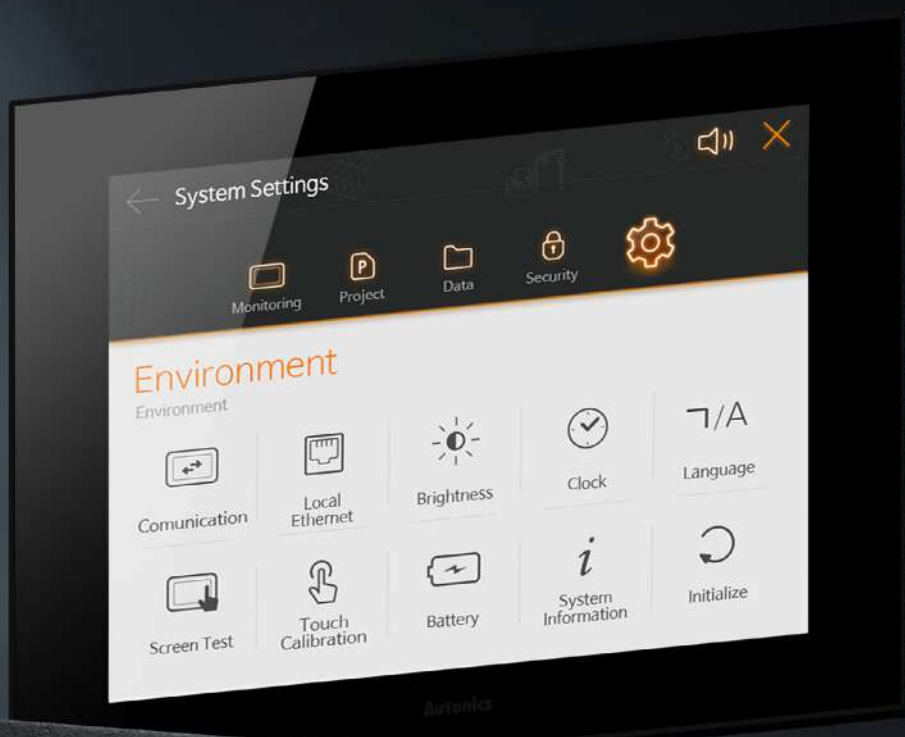 System Settings
Monitoring
Project
Data
Security
Environment
Environment
Comunication
Local
Ethernet
Brightness
Clock
ㄱ/A
Language
Screen Test
Touch
Calibration
Battery
i
System
Information
Initialize
P
Autonics